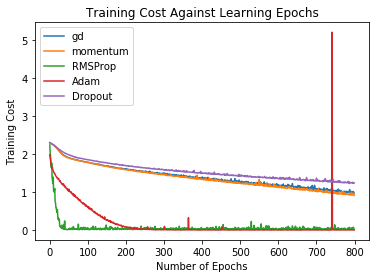 Training Cost Against Learning Epochs
gd
momentum
RMSProp
Adam
Dropout
Training Cost
5
4
3
2
1
0
0 100 200 300 400 500 600 700 800
Number of Epochs